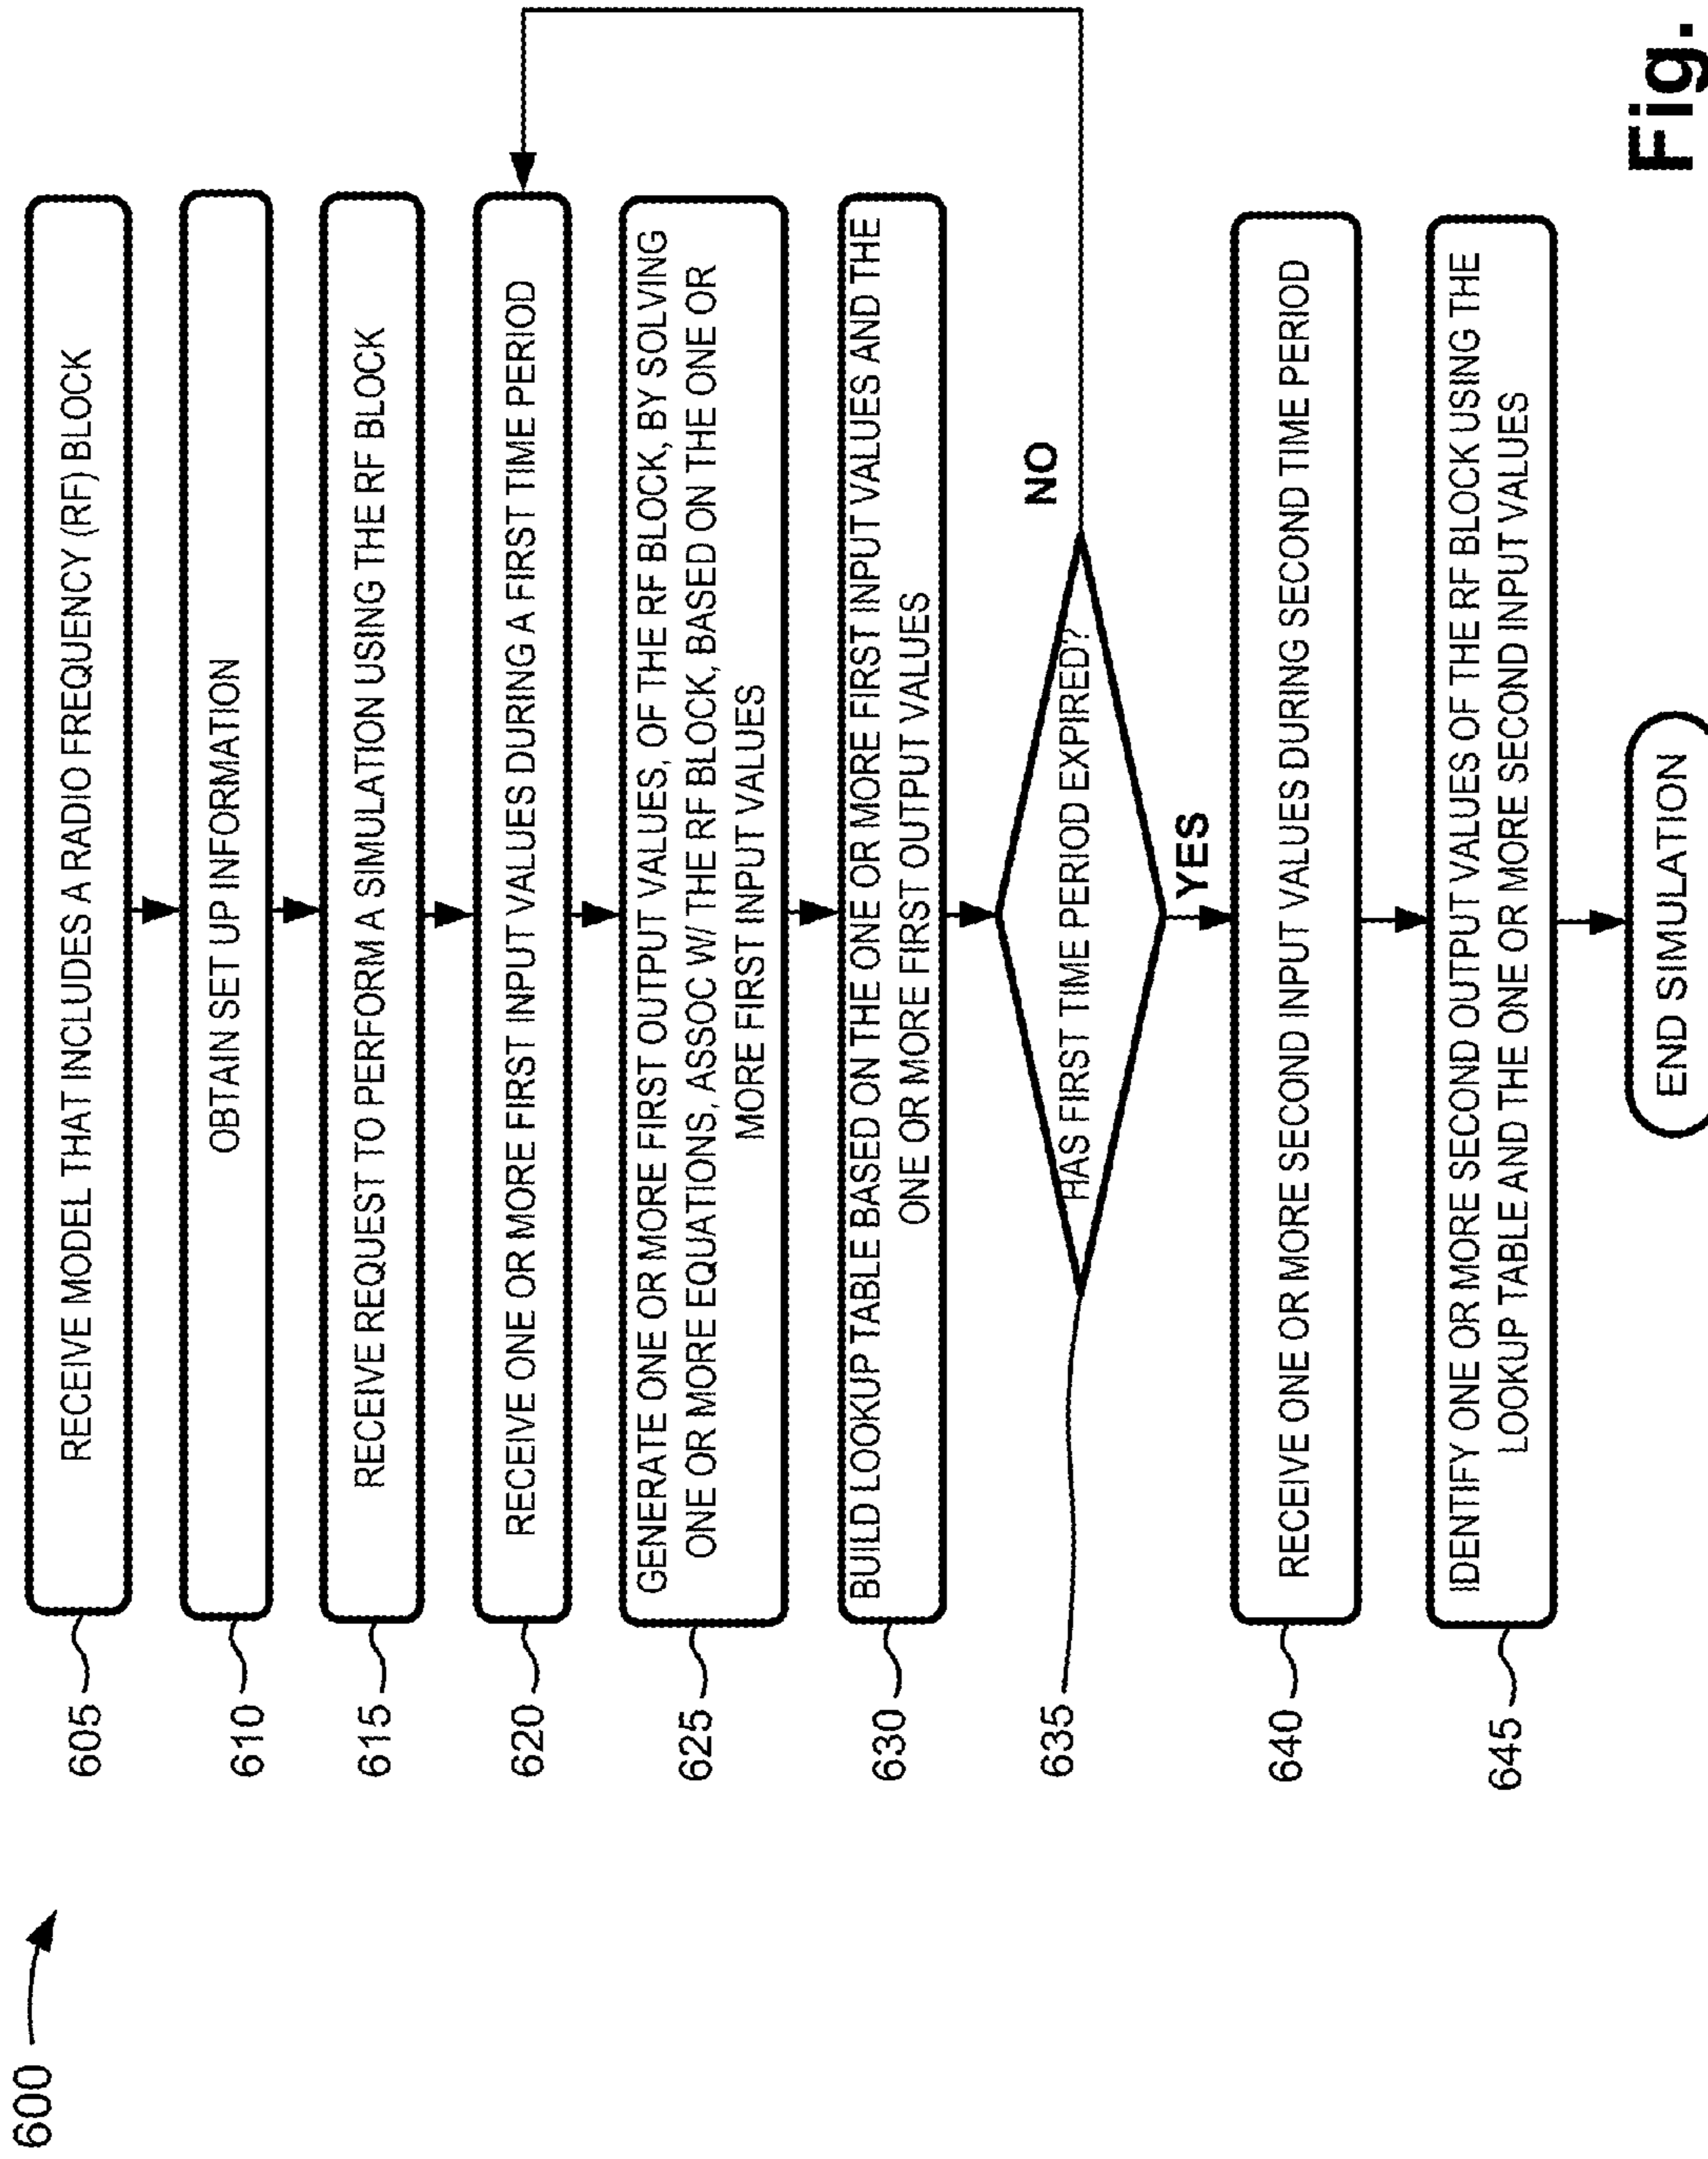 600
605
RECEIVE MODEL THAT INCLUDES A RADIO FREQUENCY (RF) BLOCK
610
OBTAIN SET UP INFORMATION
615
RECEIVE REQUEST TO PERFORM A SIMULATION USING THE RF BLOCK
620
RECEIVE ONE OR MORE FIRST INPUT VALUES DURING A FIRST TIME PERIOD
625
GENERATE ONE OR MORE FIRST OUTPUT VALUES, OF THE RF BLOCK, BY SOLVING
ONE OR MORE EQUATIONS, ASSOC W/ THE RF BLOCK, BASED ON THE ONE OR
MORE FIRST INPUT VALUES
630
BUILD LOOKUP TABLE BASED ON THE ONE OR MORE FIRST INPUT VALUES AND THE
ONE OR MORE FIRST OUTPUT VALUES
635
HAS FIRST TIME PERIOD EXPIRED?
NO
YES
640
RECEIVE ONE OR MORE SECOND INPUT VALUES DURING SECOND TIME PERIOD
645
IDENTIFY ONE OR MORE SECOND OUTPUT VALUES OF THE RF BLOCK USING THE
LOOKUP TABLE AND THE ONE OR MORE SECOND INPUT VALUES
END SIMULATION
Fig.